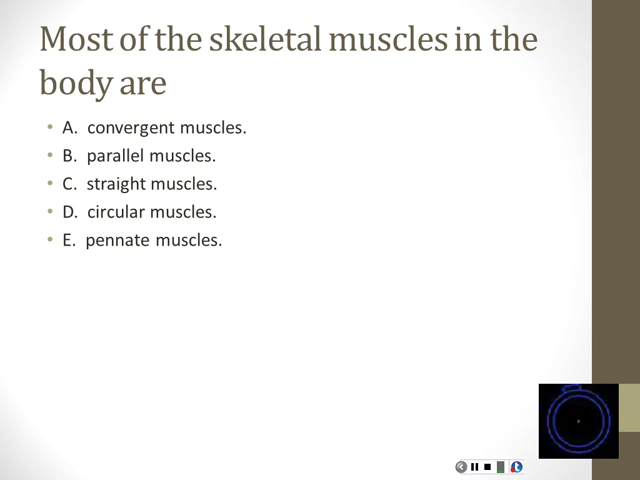 Most of the skeletal muscles in the
body are
• A. convergent muscles.
• B. parallel muscles.
• C. straight muscles.
• D. circular muscles.
• E. pennate muscles.